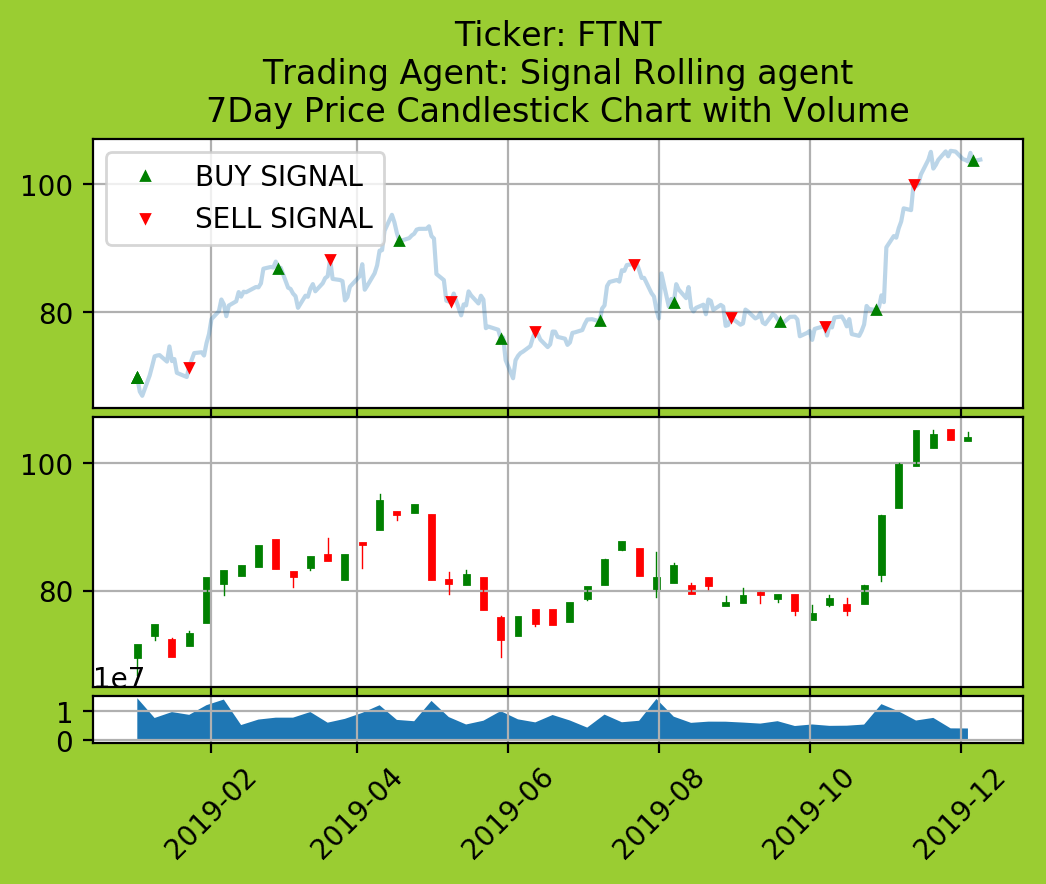 Ticker: FTNT
Trading Agent: Signal Rolling agent
7Day Price Candlestick Chart with Volume
BUY SIGNAL
SELL SIGNAL
100
80
100
80
1e7
1
0
2019-02
2019-04
2019-06
2019-08
2019-10
2019-12